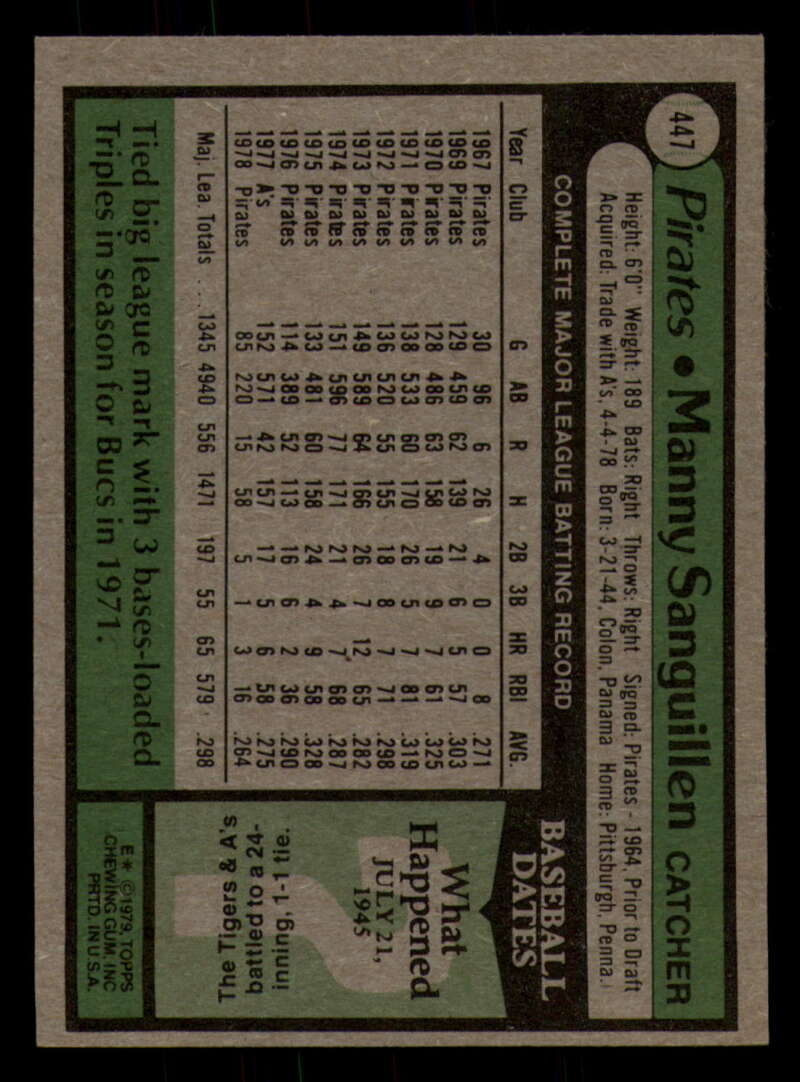 447
Pirates • Manny Sanguillen CATCHER
Height: 6'0" Weight: 189 Bats: Right Throws: Right Signed: Pirates - 1964, Prior to Draft
Acquired: Trade with A's, 4-4-78 Born: 3-21-44, Colon, Panama Home: Pittsburgh, Penna.
COMPLETE MAJOR LEAGUE BATTING RECORD
Year Club G AB R H 2B 3B HR RBI AVG.
1967 Pirates 30 96 6 26 4 0 0 8 .271
1969 Pirates 129 459 62 139 21 6 5 57 .303
1970 Pirates 128 486 63 158 19 9 7 61 .325
1971 Pirates 138 533 60 170 26 5 7 81 .319
1972 Pirates 136 520 55 155 18 8 7 71 .298
1973 Pirates 149 589 64 166 26 7 12 65 .282
1974 Pirates 151 596 77 171 21 4 7 68 .287
1975 Pirates 133 481 60 158 24 4 9 58 .328
1976 Pirates 114 389 52 113 16 6 2 36 .290
1977 A's 152 571 42 157 17 5 6 58 .275
1978 Pirates 85 220 15 58 5 1 3 16 .264
Maj. Lea. Totals .... 1345 4940 556 1471 197 55 65 579 .298
Tied big league mark with 3 bases-loaded
Triples in season for Bucs in 1971.
BASEBALL
DATES
What
Happened
JULY 21,
1945
The Tigers & A's
battled to a 24-
inning, 1-1 tie.
E * © 1979, TOPPS
CHEWING GUM, INC
PRTD. IN U.S.A.